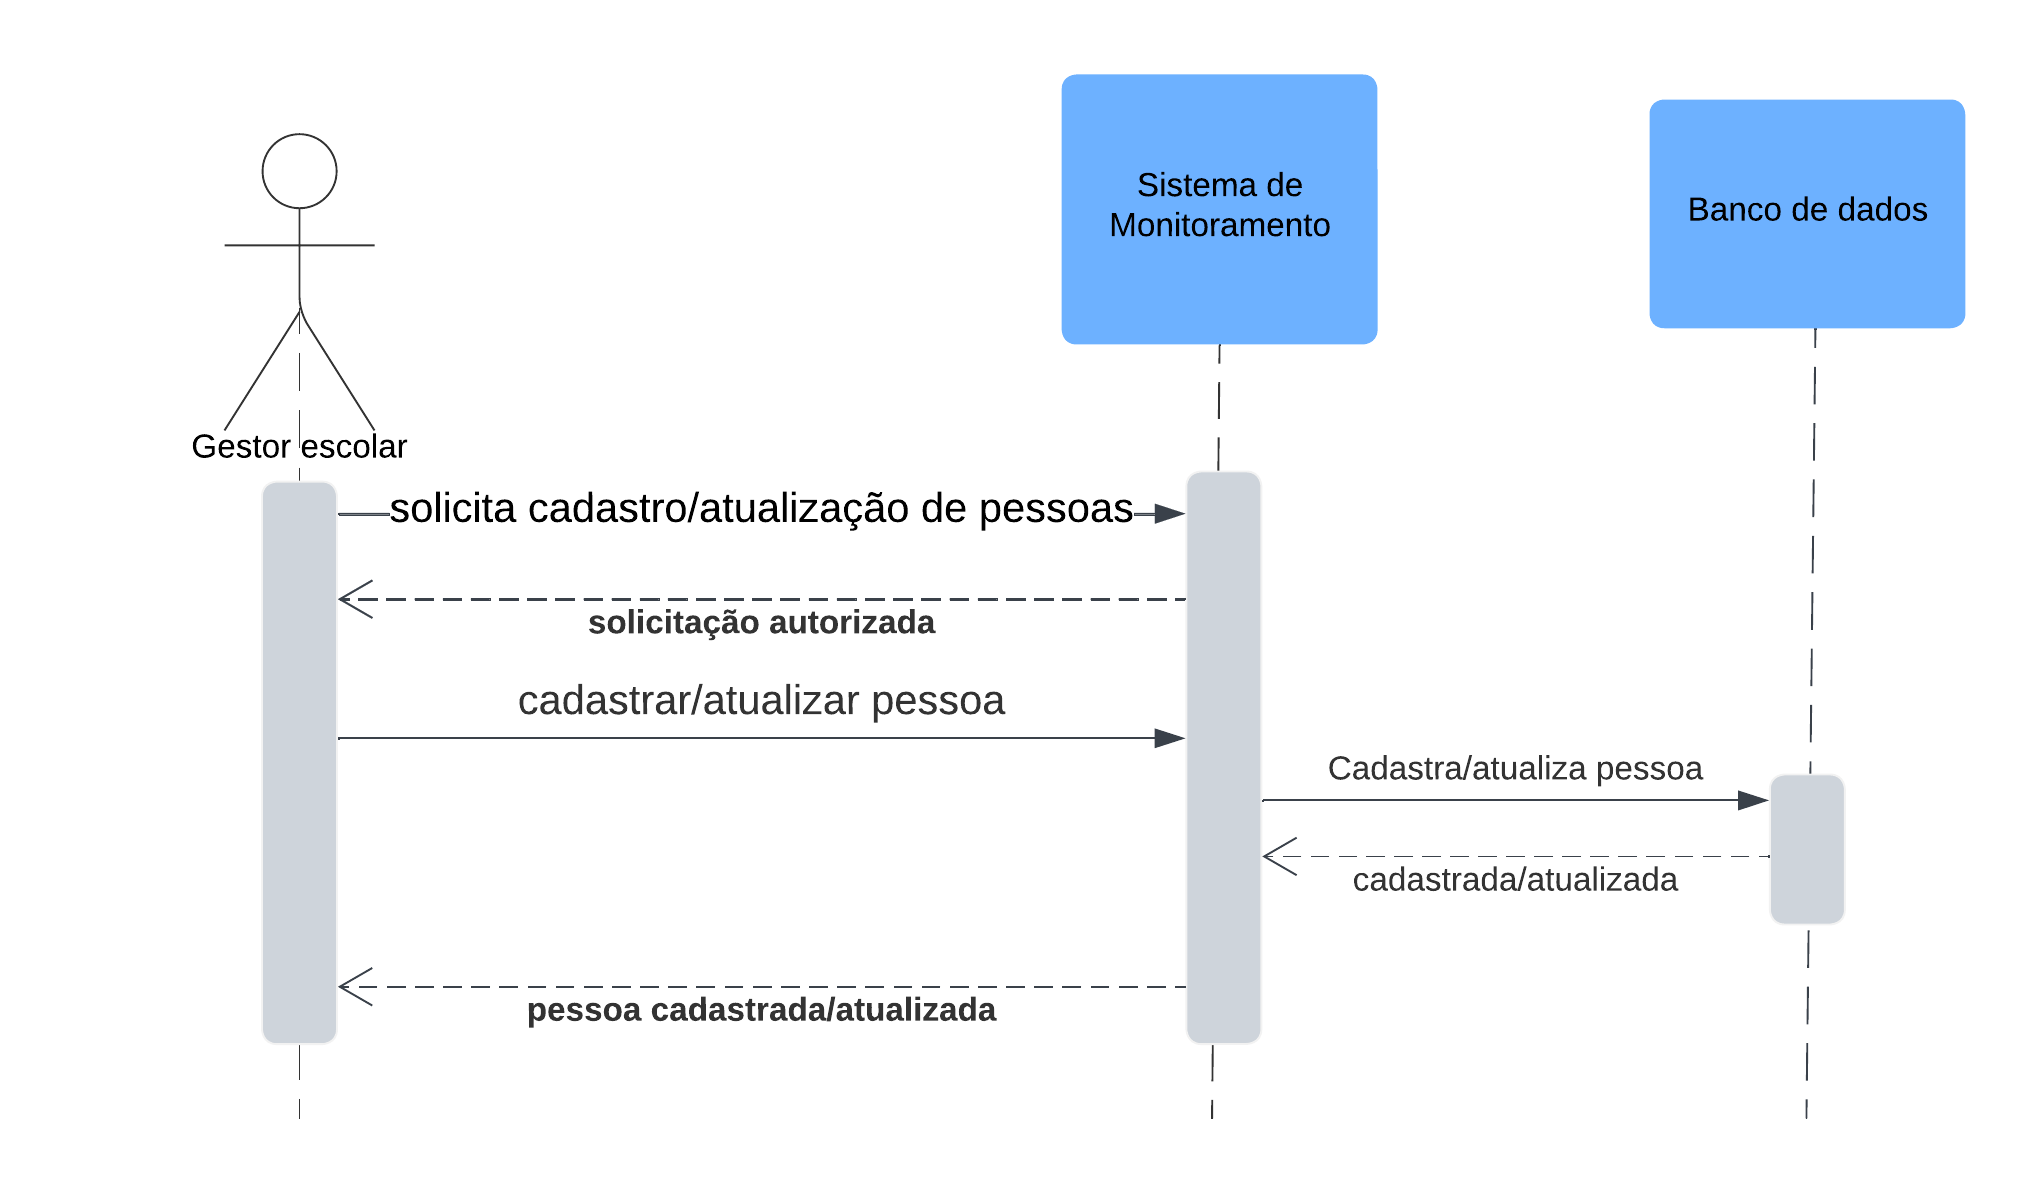 Sistema de
Monitoramento
Banco de dados
Gestor escolar
solicita cadastro/atualização de pessoas
solicitação autorizada
cadastrar/atualizar pessoa
Cadastra/atualiza pessoa
cadastrada/atualizada
pessoa cadastrada/atualizada